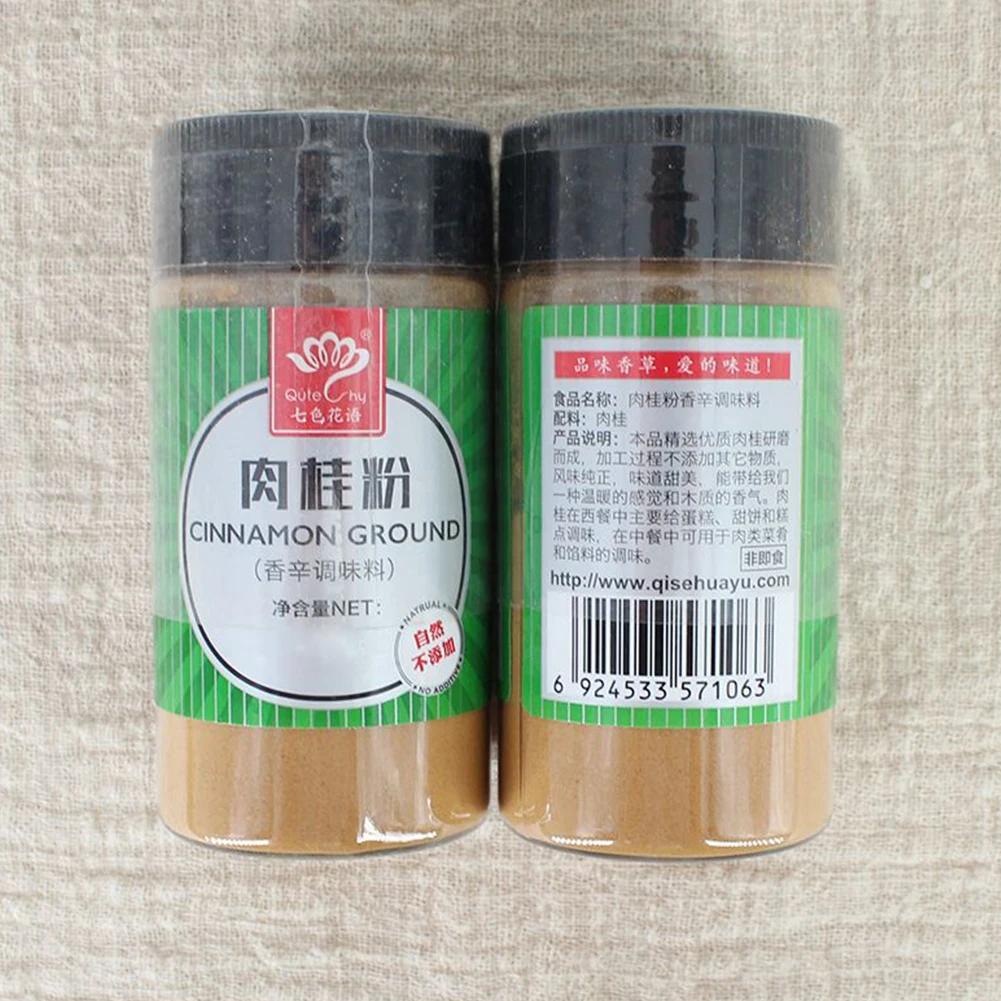 ®
Qute hy
七色花语
肉桂粉
CINNAMON GROUND
(香辛调味料)
净含量NET:
NATRUAL
自然
不添加
NO ADDITIV
品味香草,爱的味道!
食品名称: 肉桂粉香辛调味料
配料: 肉桂
产品说明: 本品精选优质肉桂研磨
而成, 加工过程不添加其它物质,
风味纯正, 味道甜美、能带给我们
一种温暖的感觉和木质的香气。肉
桂在西餐中主要给蛋糕、甜饼和糕
点调味, 在中餐中可用于肉类菜肴
和馅料的调味。
非即食
http://www.qisehuayu.com
6 924533 571063